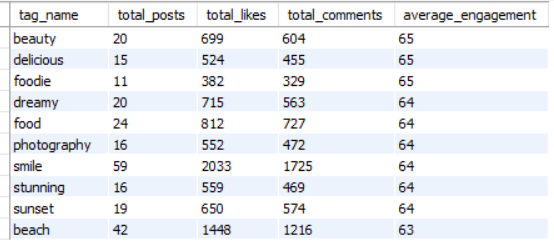 tag_name total_posts total_likes total_comments average_engagement
beauty 20 699 604 65
delicious 15 524 455 65
foodie 11 382 329 65
dreamy 20 715 563 64
food 24 812 727 64
photography 16 552 472 64
smile 59 2033 1725 64
stunning 16 559 469 64
sunset 19 650 574 64
beach 42 1448 1216 63